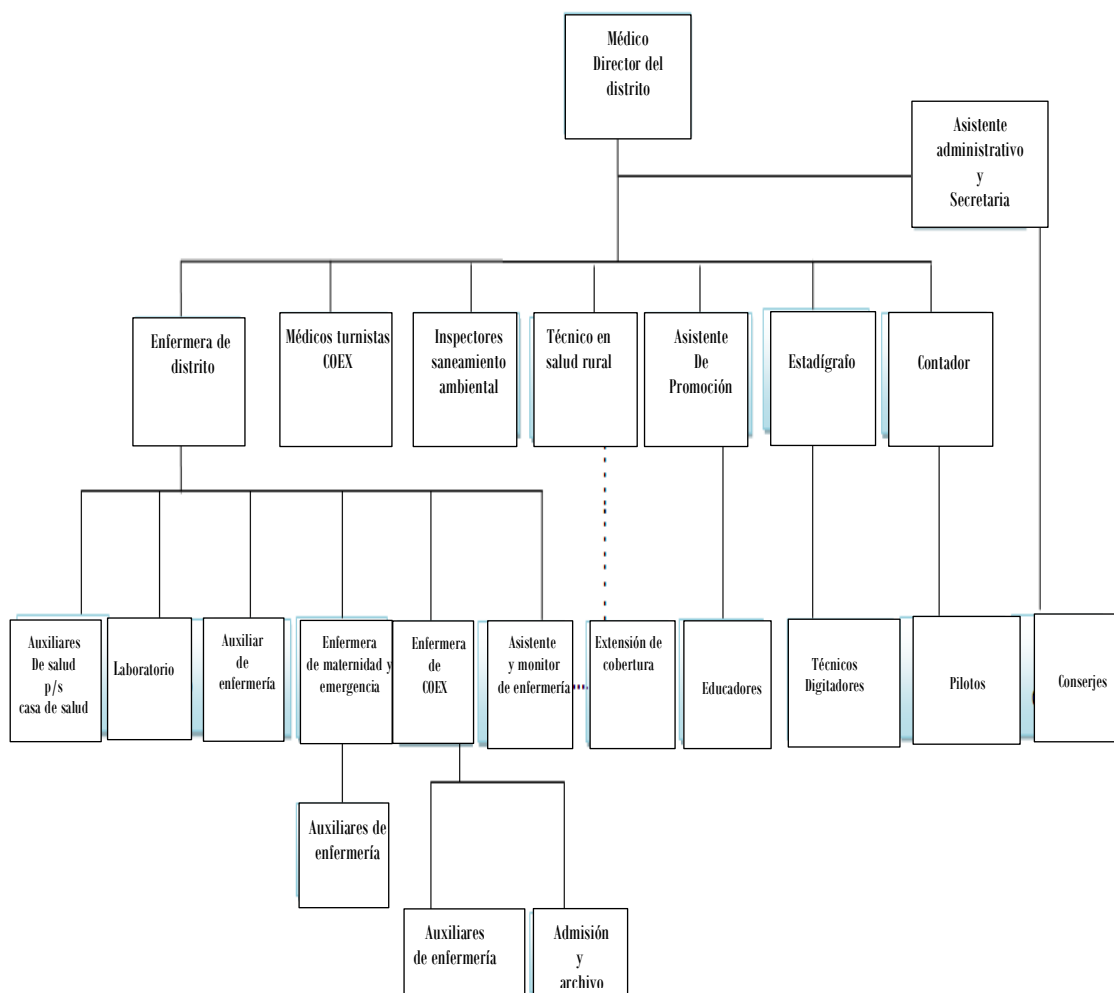 Médico
Director del
distrito
Asistente
administrativo
y
Secretaria
Enfermera de
distrito
Médicos turnistas
COEX
Inspectores
saneamiento
ambiental
Técnico en
salud rural
Asistente
De
Promoción
Estadígrafo
Contador
Auxiliares
De salud
p/s
casa de salud
Laboratorio
Auxiliar
de
enfermería
Enfermera
de maternidad y
emergencia
Enfermera
de
COEX
Asistente
y monitor
de enfermería
Extensión de
cobertura
Educadores
Técnicos
Digitadores
Pilotos
Conserjes
Auxiliares de
enfermería
Auxiliares
de enfermería
Admisión
y
archivo